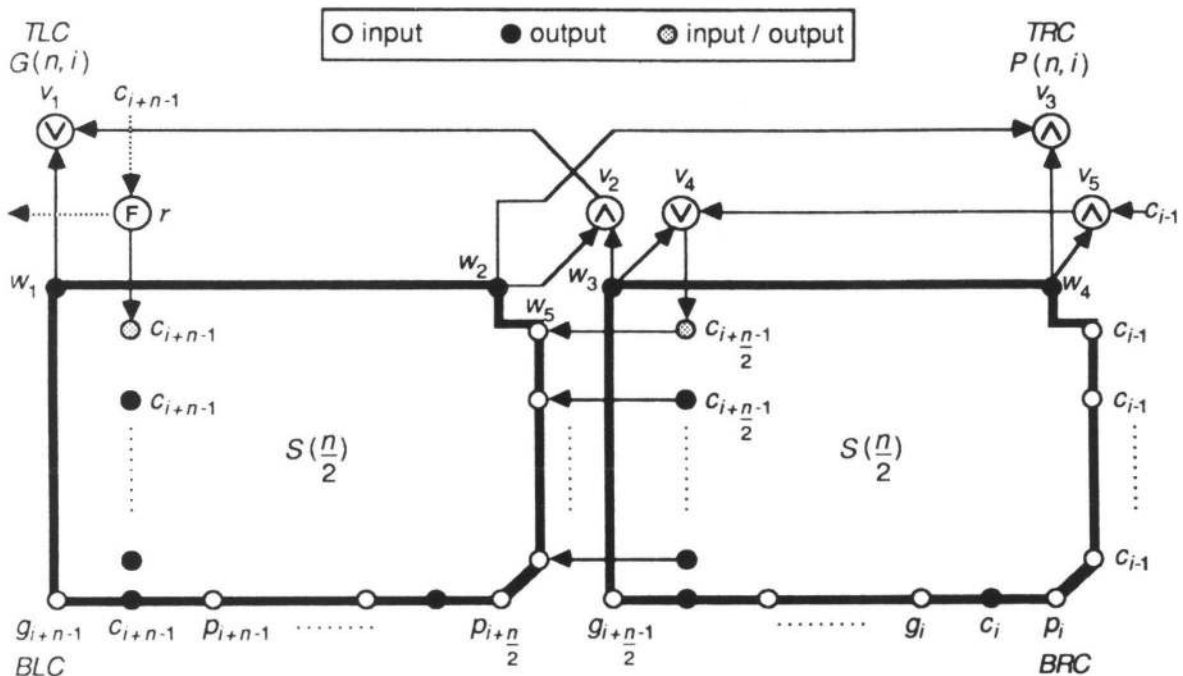 input output input / output
TLC
G(n, i)
TRC
P(n, i)
v1 c_{i+n-1} v3
V Λ
v2 v4 v5
F r Λ V Λ c_{i-1}
w1 w2 w3 w4
w5
c_{i+n-1} c_{i+n/2-1} c_{i-1}
c_{i+n-1} c_{i+n/2-1} c_{i-1}
S(n/2) S(n/2)
c_{i-1}
g_{i+n-1} c_{i+n-1} p_{i+n-1} ........ p_{i+n/2} g_{i+n/2-1} ......... g_i c_i p_i
BLC BRC